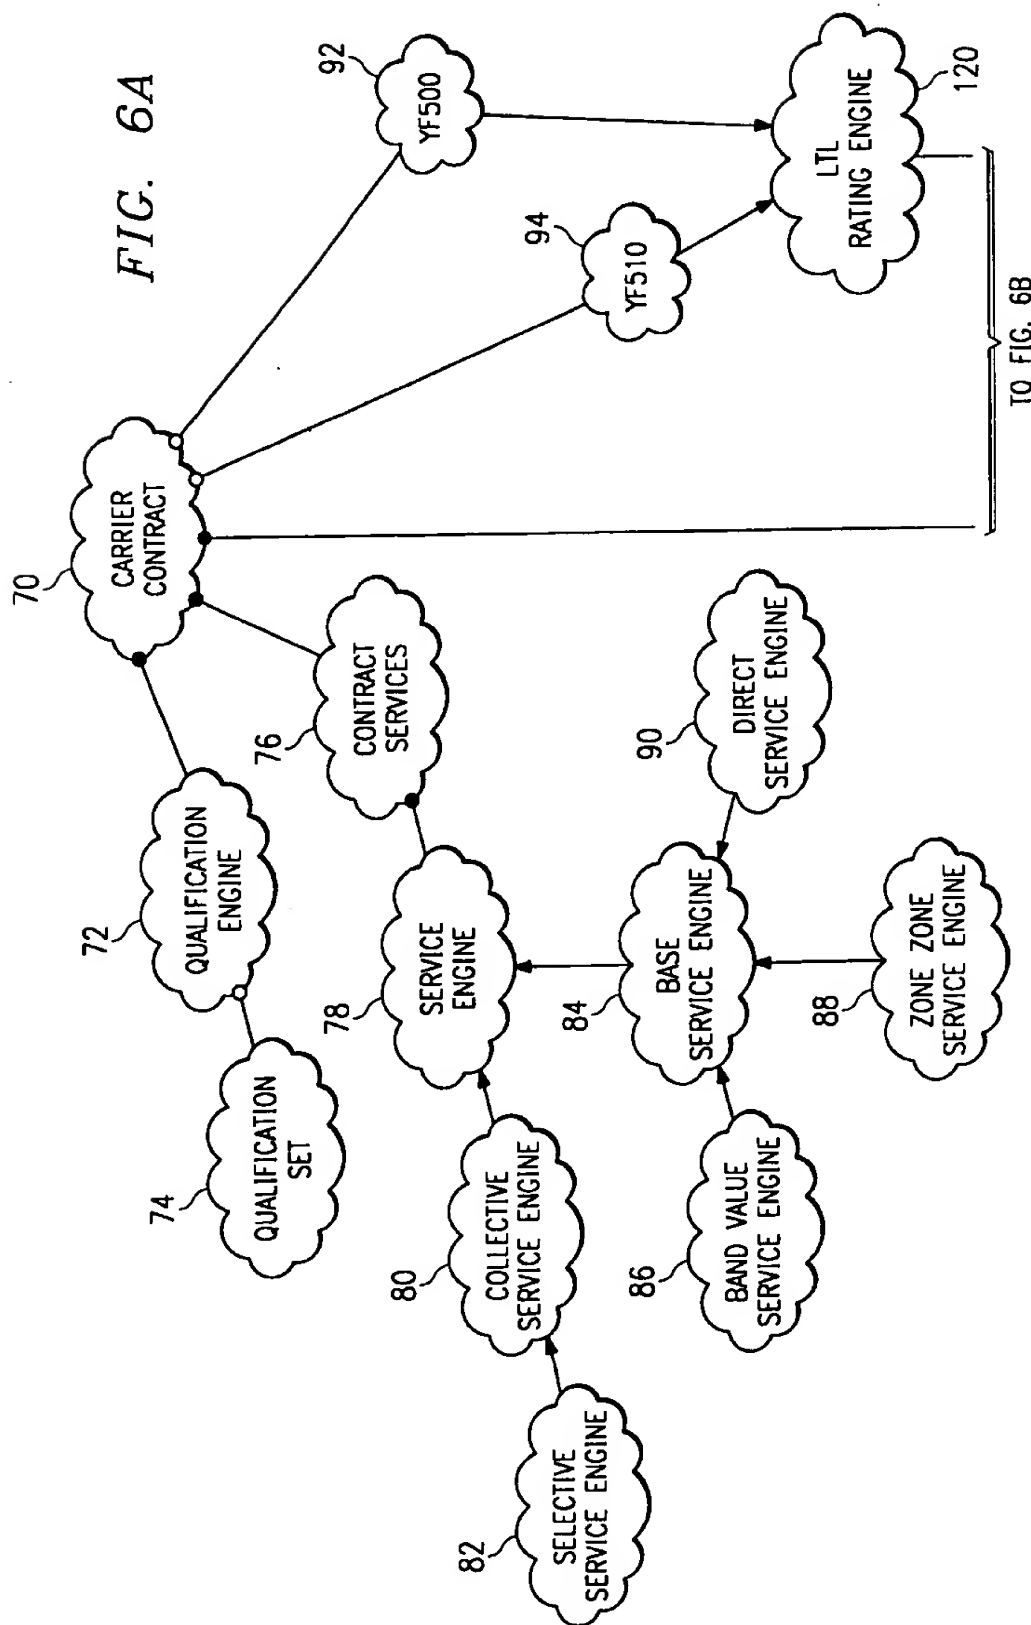 FIG. 6A
70
CARRIER
CONTRACT
72
QUALIFICATION
ENGINE
74
QUALIFICATION
SET
76
CONTRACT
SERVICES
78
SERVICE
ENGINE
80
COLLECTIVE
SERVICE ENGINE
82
SELECTIVE
SERVICE ENGINE
84
BASE
SERVICE ENGINE
86
BAND VALUE
SERVICE ENGINE
88
ZONE ZONE
SERVICE ENGINE
90
DIRECT
SERVICE ENGINE
92
YF500
94
YF510
LTL
RATING ENGINE
120
TO FIG. 6B